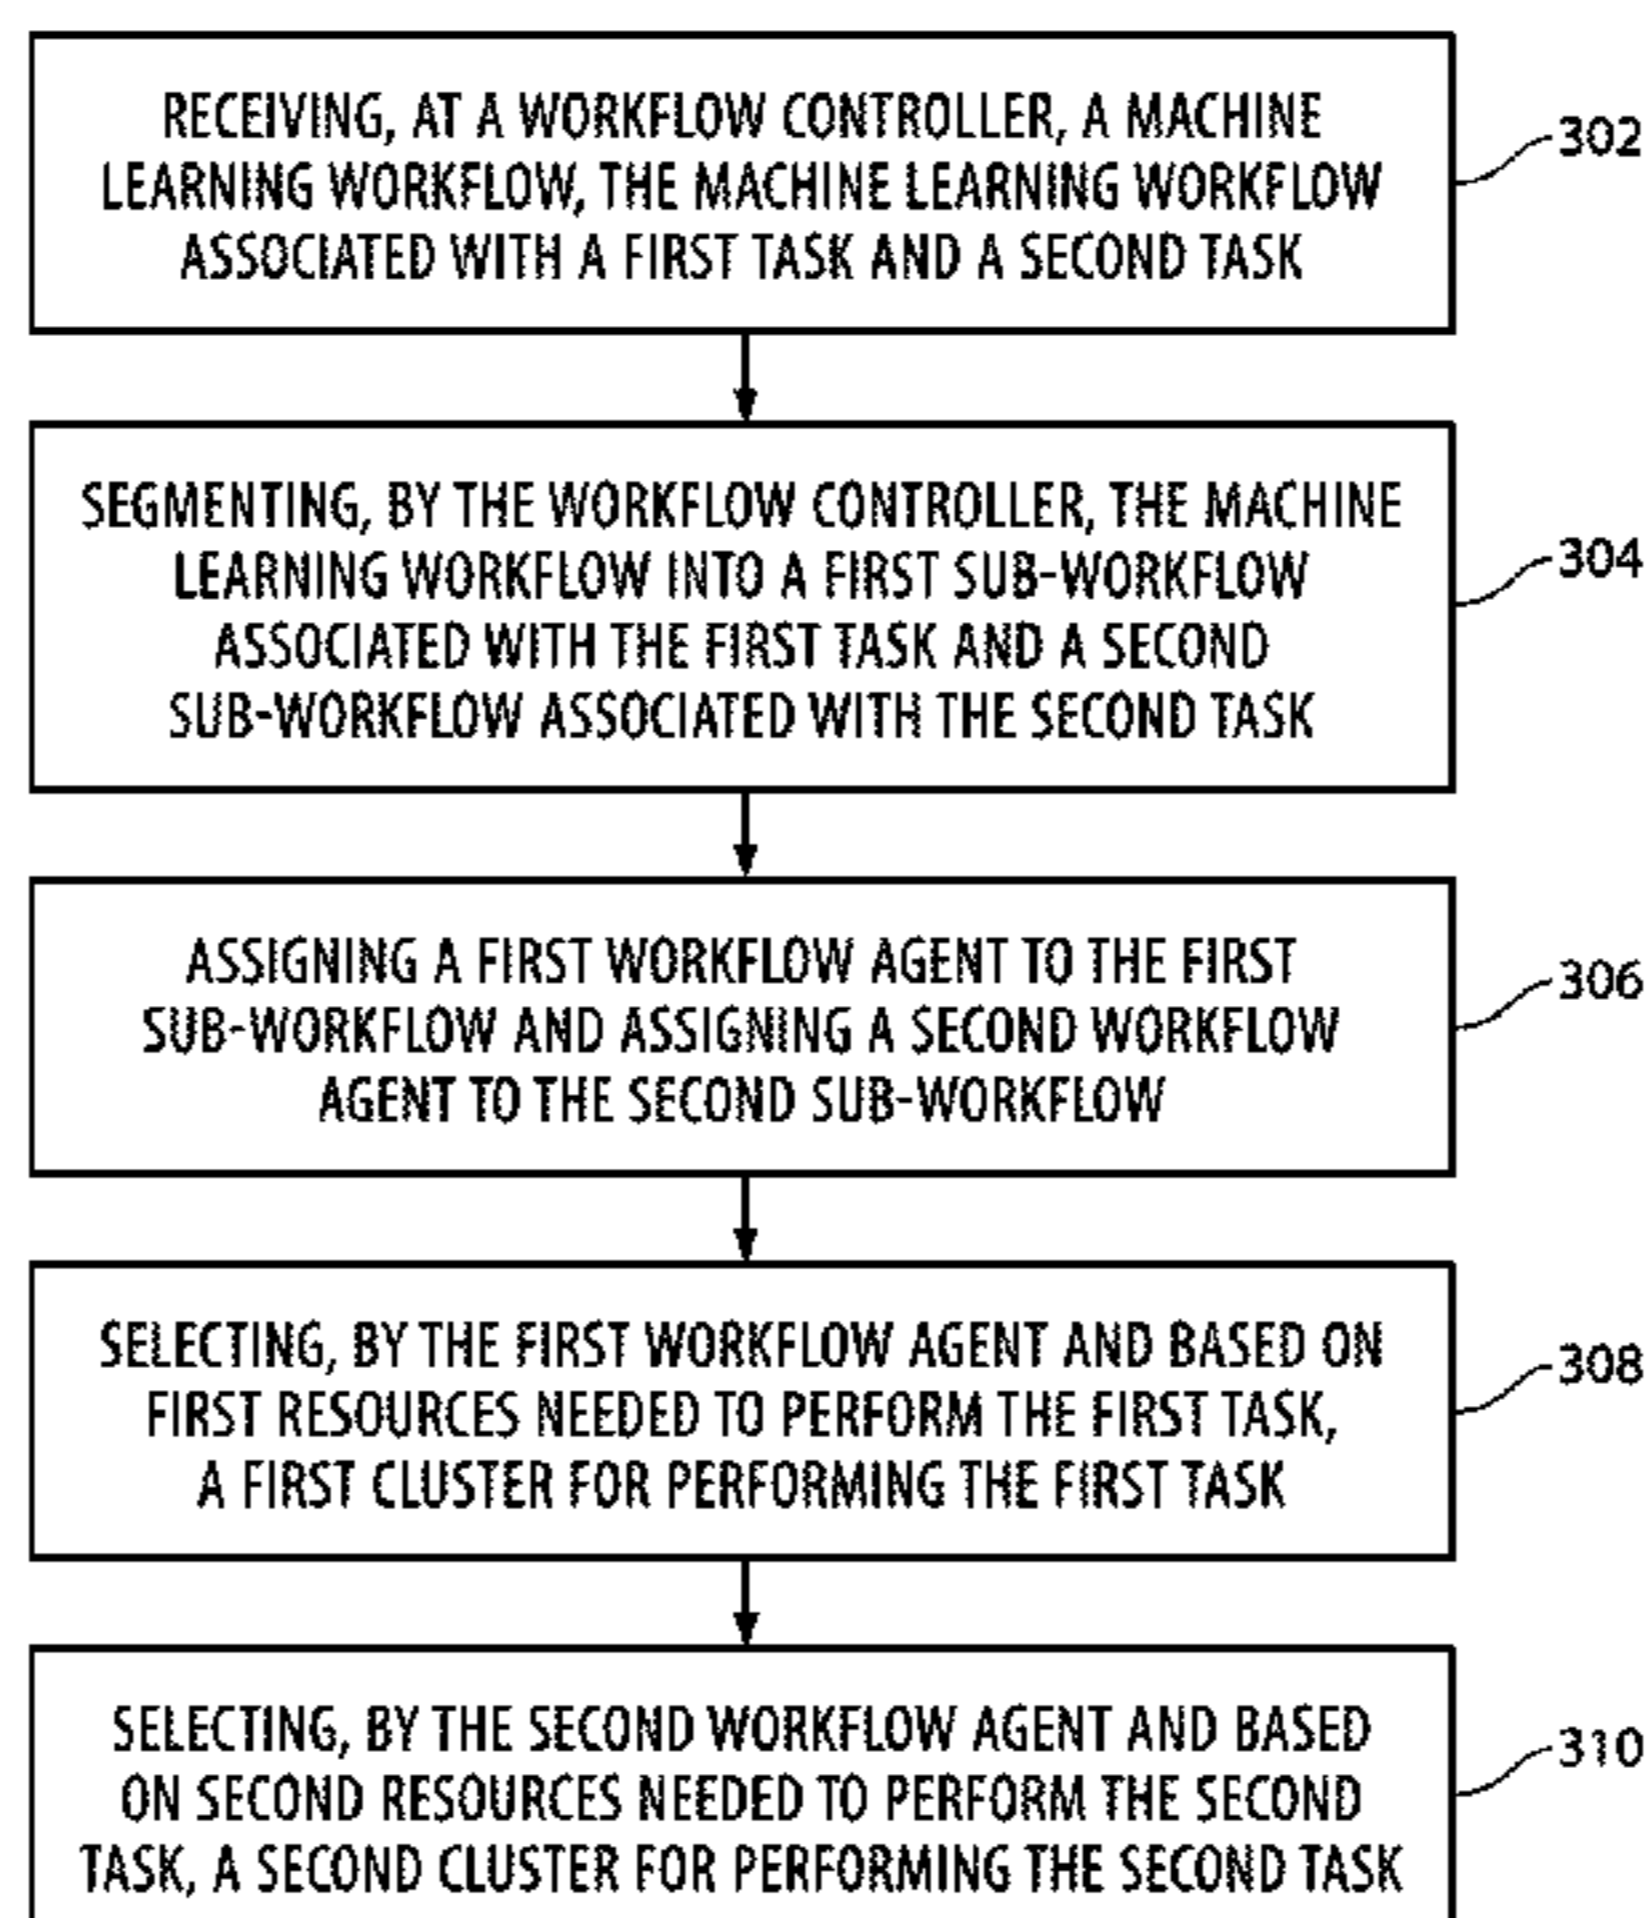 RECEIVING, AT A WORKFLOW CONTROLLER, A MACHINE
LEARNING WORKFLOW, THE MACHINE LEARNING WORKFLOW
ASSOCIATED WITH A FIRST TASK AND A SECOND TASK
302
SEGMENTING, BY THE WORKFLOW CONTROLLER, THE MACHINE
LEARNING WORKFLOW INTO A FIRST SUB-WORKFLOW
ASSOCIATED WITH THE FIRST TASK AND A SECOND
SUB-WORKFLOW ASSOCIATED WITH THE SECOND TASK
304
ASSIGNING A FIRST WORKFLOW AGENT TO THE FIRST
SUB-WORKFLOW AND ASSIGNING A SECOND WORKFLOW
AGENT TO THE SECOND SUB-WORKFLOW
306
SELECTING, BY THE FIRST WORKFLOW AGENT AND BASED ON
FIRST RESOURCES NEEDED TO PERFORM THE FIRST TASK,
A FIRST CLUSTER FOR PERFORMING THE FIRST TASK
308
SELECTING, BY THE SECOND WORKFLOW AGENT AND BASED
ON SECOND RESOURCES NEEDED TO PERFORM THE SECOND
TASK, A SECOND CLUSTER FOR PERFORMING THE SECOND TASK
310